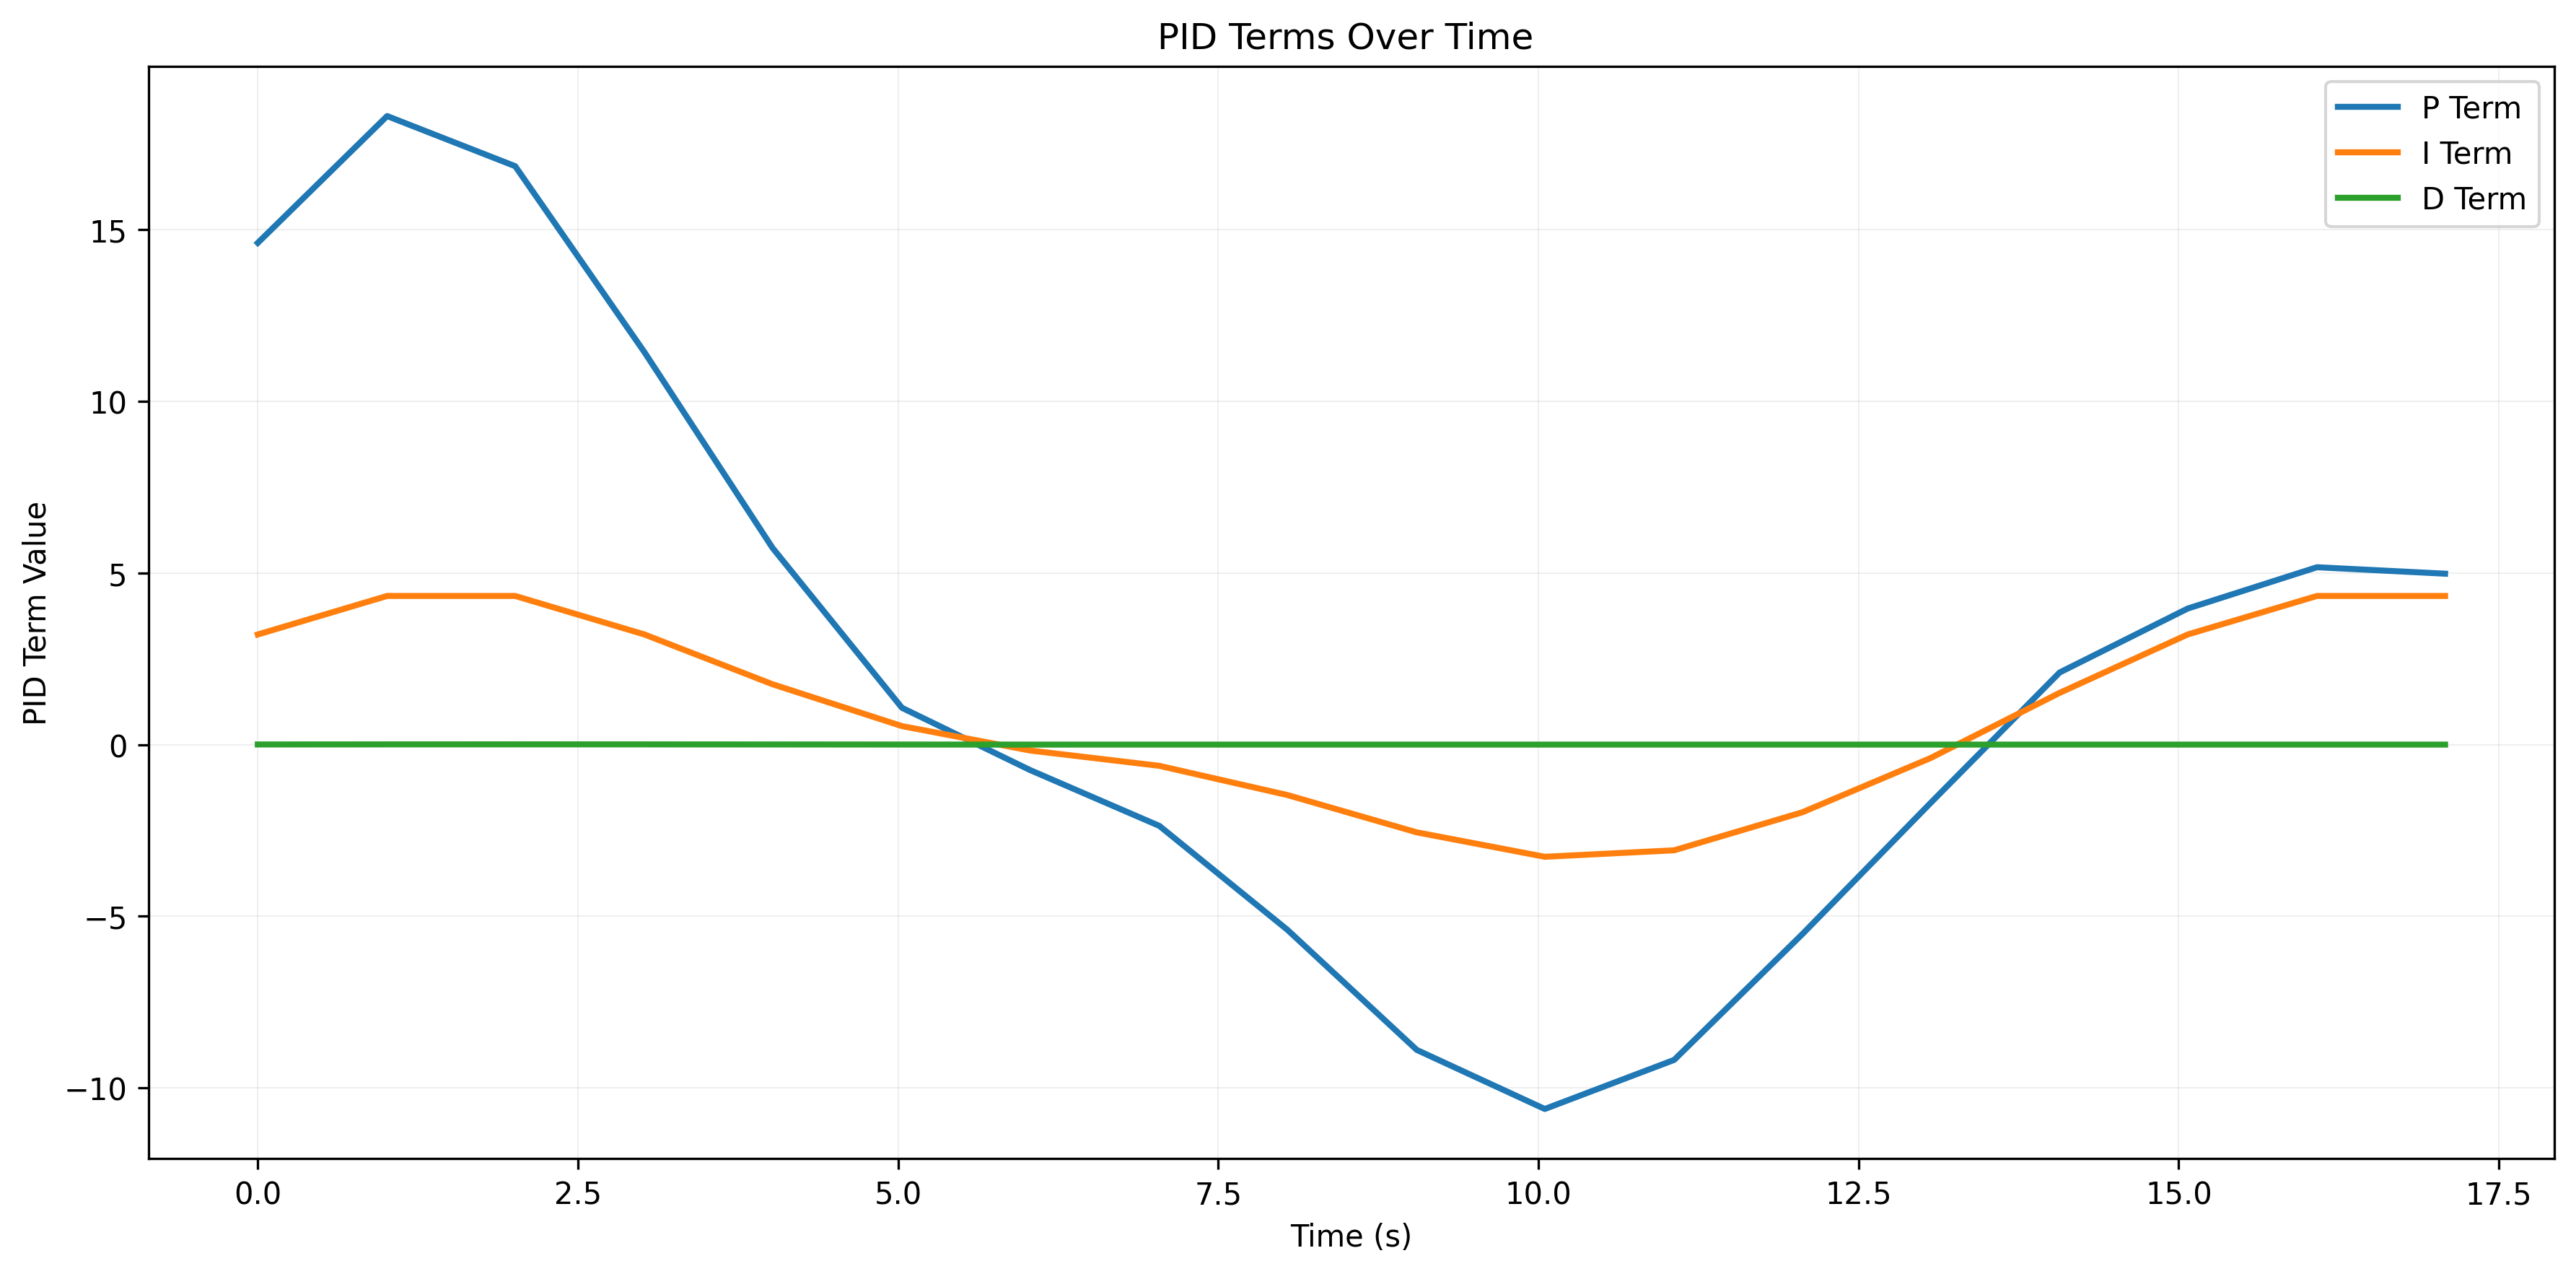 PID Terms Over Time
P Term
I Term
D Term
PID Term Value
15
10
5
0
−5
−10
0.0
2.5
5.0
7.5
10.0
12.5
15.0
17.5
Time (s)